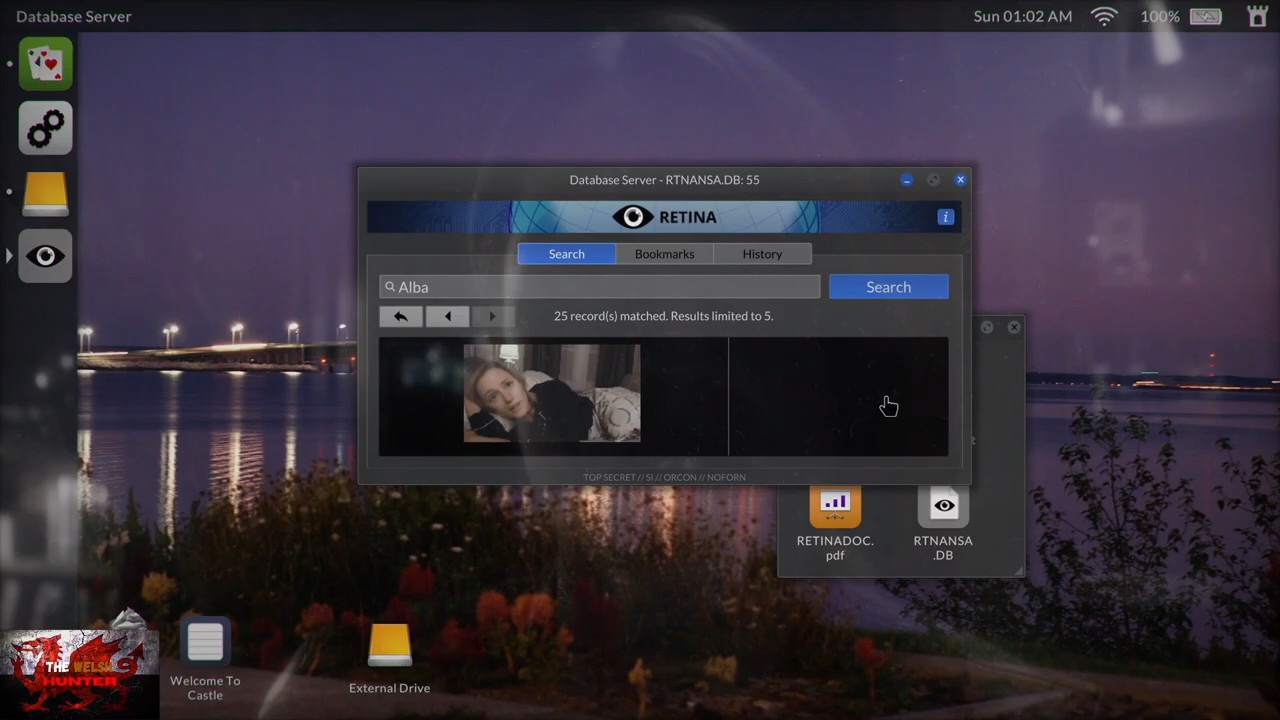 Database Server
Sun 01:02 AM
100%
Database Server - RTNANSA.DB: 55
RETINA
i
Search
Bookmarks
History
Alba
Search
25 record(s) matched. Results limited to 5.
TOP SECRET // SI // ORCON // NOFORN
RETINADOC.
pdf
RTNANSA
.DB
Welcome To
Castle
External Drive
THE WELSH
HUNTER